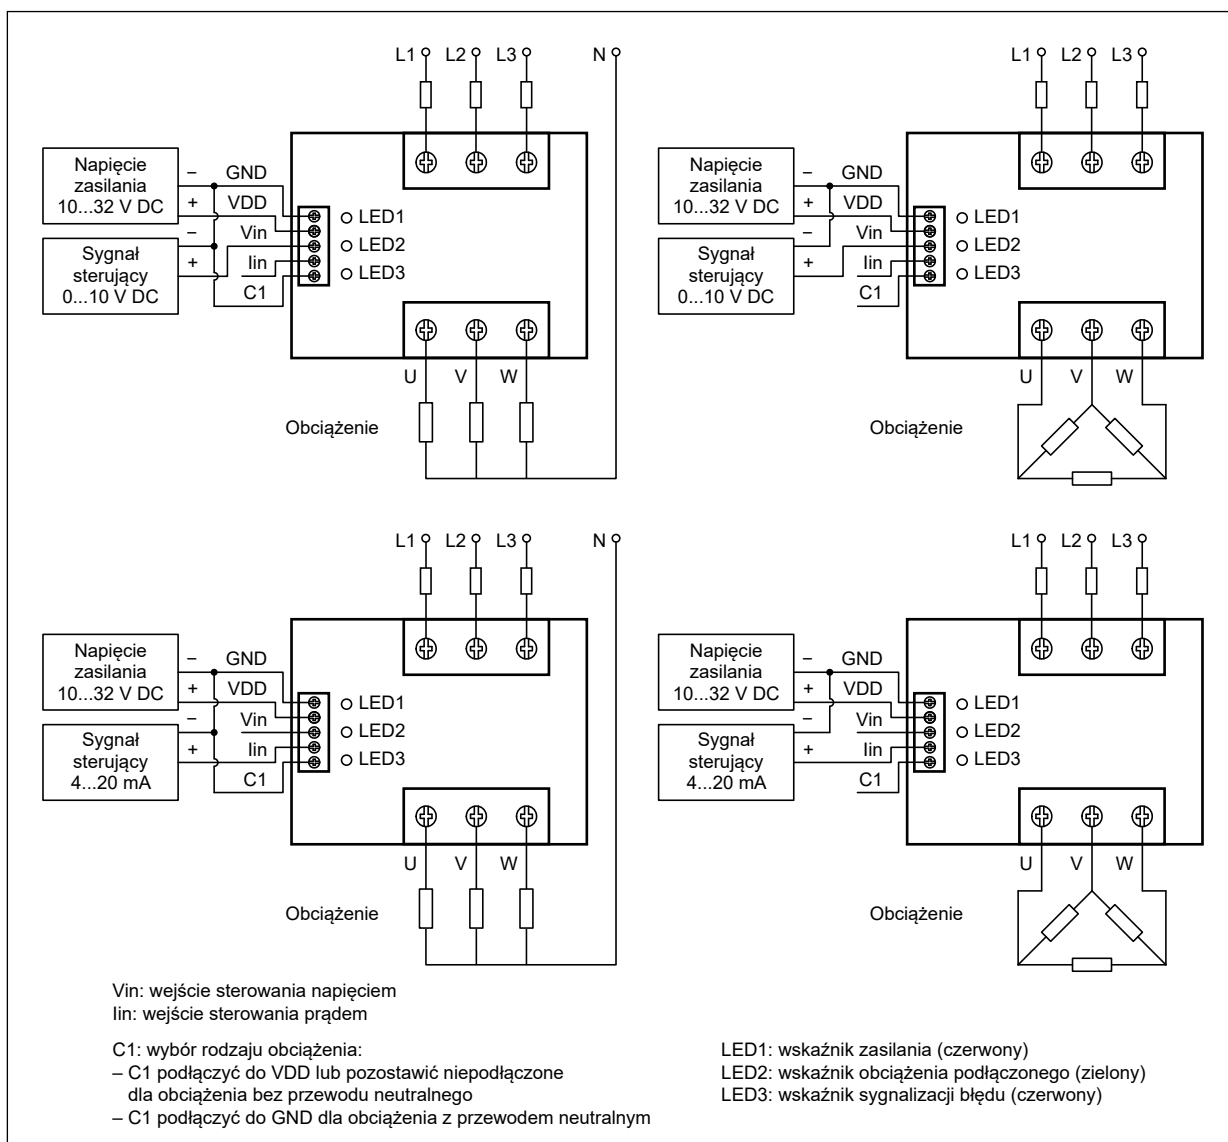 L1 L2 L3 N
Napięcie
zasilania
10...32 V DC
Sygnał
sterujący
0...10 V DC
–
+
–
+
GND
VDD
Vin
Iin
C1
LED1
LED2
LED3
U V W
Obciążenie
L1 L2 L3
Napięcie
zasilania
10...32 V DC
Sygnał
sterujący
0...10 V DC
–
+
–
+
GND
VDD
Vin
Iin
C1
LED1
LED2
LED3
U V W
Obciążenie
L1 L2 L3 N
Napięcie
zasilania
10...32 V DC
Sygnał
sterujący
4...20 mA
–
+
–
+
GND
VDD
Vin
Iin
C1
LED1
LED2
LED3
U V W
Obciążenie
L1 L2 L3
Napięcie
zasilania
10...32 V DC
Sygnał
sterujący
4...20 mA
–
+
–
+
GND
VDD
Vin
Iin
C1
LED1
LED2
LED3
U V W
Obciążenie
Vin: wejście sterowania napięciem
Iin: wejście sterowania prądem
C1: wybór rodzaju obciążenia:
– C1 podłączyć do VDD lub pozostawić niepodłączone
dla obciążenia bez przewodu neutralnego
– C1 podłączyć do GND dla obciążenia z przewodem neutralnym
LED1: wskaźnik zasilania (czerwony)
LED2: wskaźnik obciążenia podłączonego (zielony)
LED3: wskaźnik sygnalizacji błędu (czerwony)